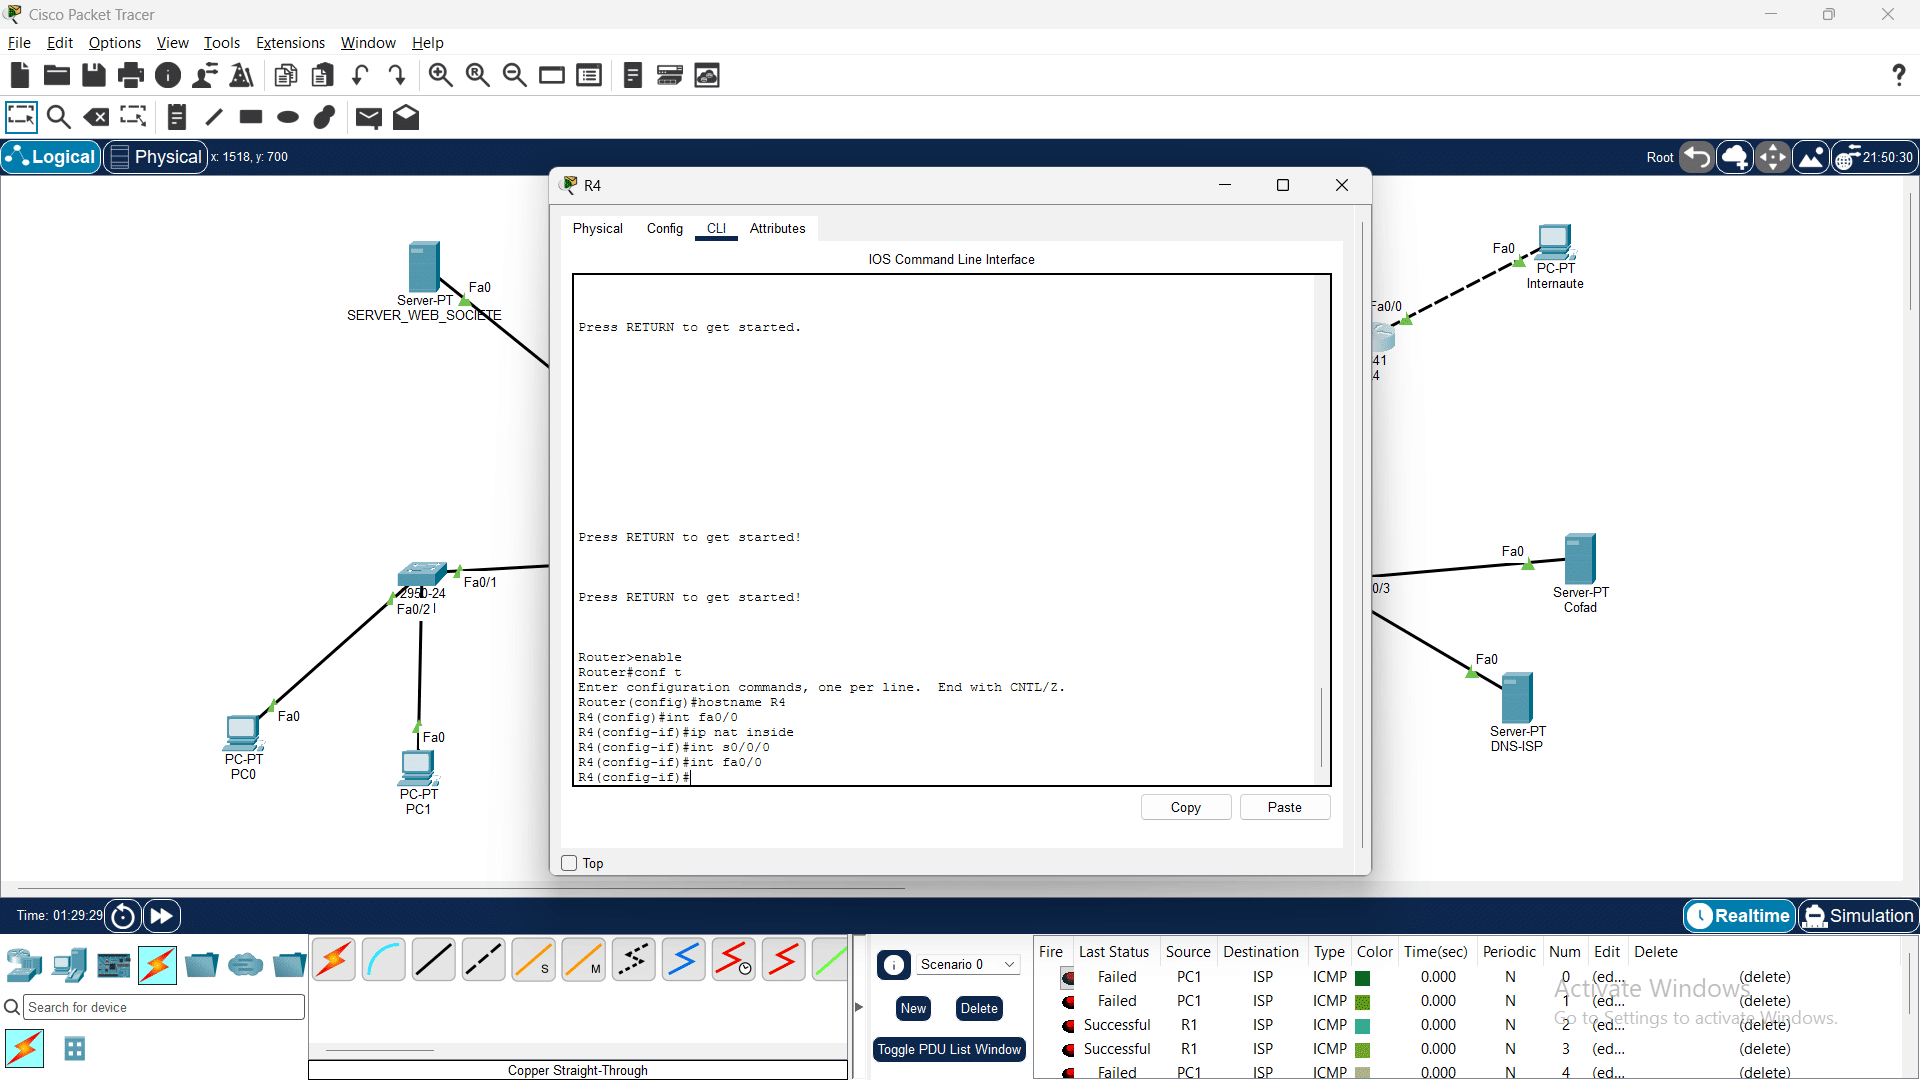 Cisco Packet Tracer
File Edit Options View Tools Extensions Window Help
Logical Physical x: 1518, y: 700 Root 21:50:30
R4
Physical Config CLI Attributes
IOS Command Line Interface
Press RETURN to get started.
Press RETURN to get started!
Press RETURN to get started!
Router>enable
Router#conf t
Enter configuration commands, one per line. End with CNTL/Z.
Router(config)#hostname R4
R4(config)#int fa0/0
R4(config-if)#ip nat inside
R4(config-if)#int s0/0/0
R4(config-if)#int fa0/0
R4(config-if)#
Copy Paste
Top
Fa0
Server-PT
SERVER_WEB_SOCIETE
Fa0/1
2950-24
Fa0/2
Fa0
PC-PT
PC0
Fa0
PC-PT
PC1
Fa0
PC-PT
Internaute
Fa0/0
41
4
Fa0
0/3
Server-PT
Cofad
Fa0
Server-PT
DNS-ISP
Time: 01:29:29 Realtime Simulation
Search for device
Copper Straight-Through
S
M
Scenario 0
New Delete
Toggle PDU List Window
Fire Last Status Source Destination Type Color Time(sec) Periodic Num Edit Delete
Failed PC1 ISP ICMP 0.000 N 0 (ed... (delete)
Failed PC1 ISP ICMP 0.000 N 1 (ed... (delete)
Successful R1 ISP ICMP 0.000 N 2 (ed... (delete)
Successful R1 ISP ICMP 0.000 N 3 (ed... (delete)
Failed PC1 ISP ICMP 0.000 N 4 (ed... (delete)
Activate Windows
Go to Settings to activate Windows.